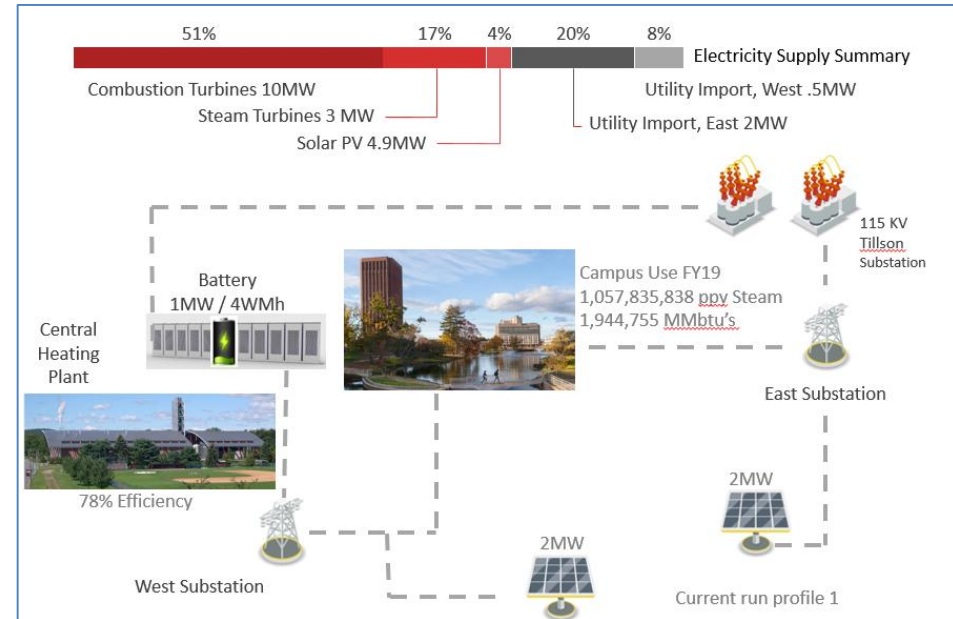 51% 17% 4% 20% 8%
Electricity Supply Summary
Combustion Turbines 10MW
Utility Import, West .5MW
Steam Turbines 3 MW
Utility Import, East 2MW
Solar PV 4.9MW
115 KV
Tillson
Substation
Battery
1MW / 4WMh
Campus Use FY19
1,057,835,838 ppv Steam
1,944,755 MMbtu's
Central
Heating
Plant
East Substation
78% Efficiency
2MW
2MW
West Substation
Current run profile 1